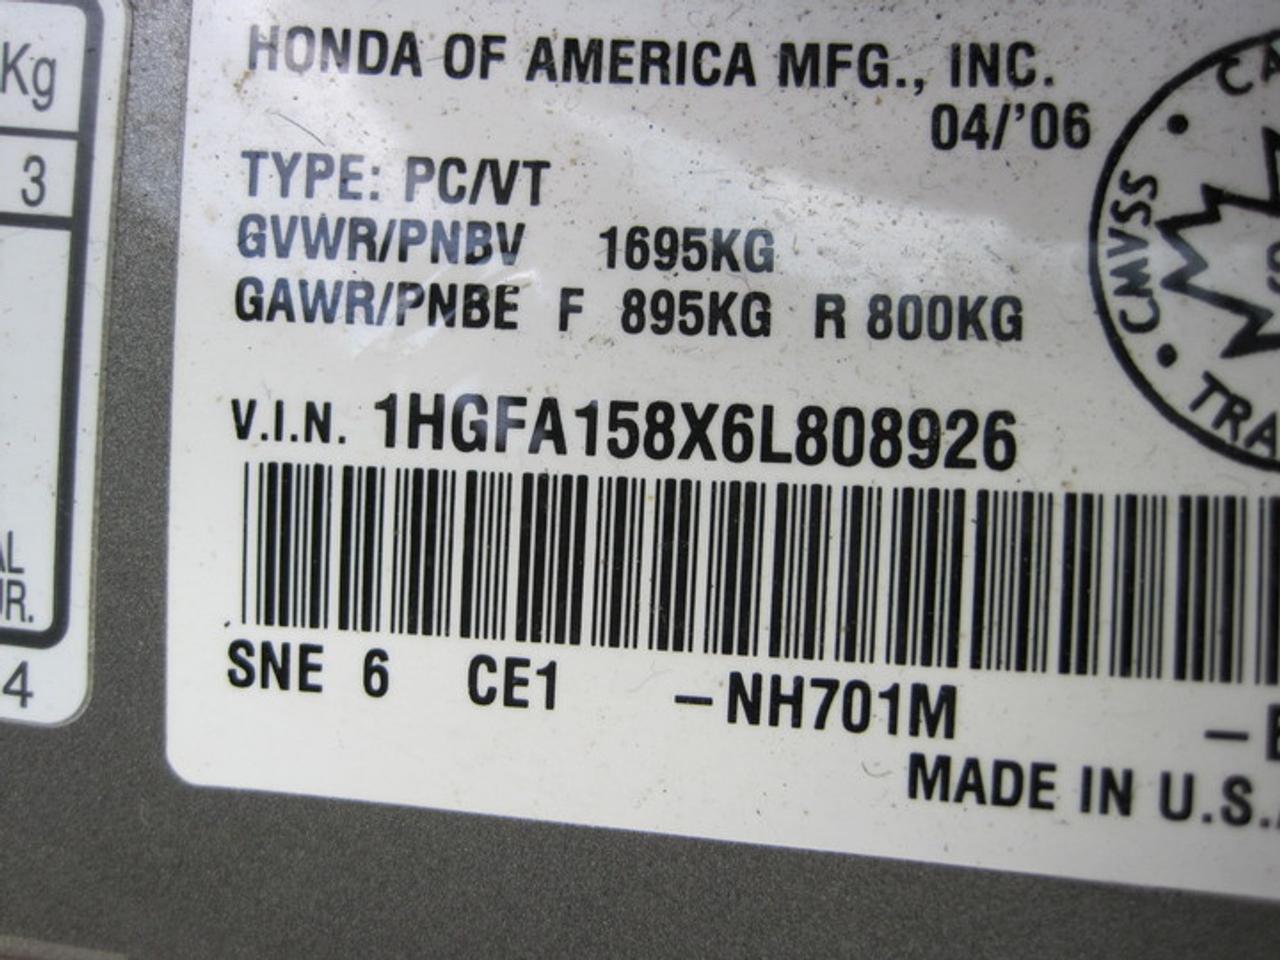 Kg
3
4
HONDA OF AMERICA MFG., INC.
04/'06
TYPE: PC/VT
GVWR/PNBV 1695KG
GAWR/PNBE F 895KG R 800KG
V.I.N. 1HGFA158X6L808926
SNE 6 CE1 -NH701M -
MADE IN U.S.
CMVSS